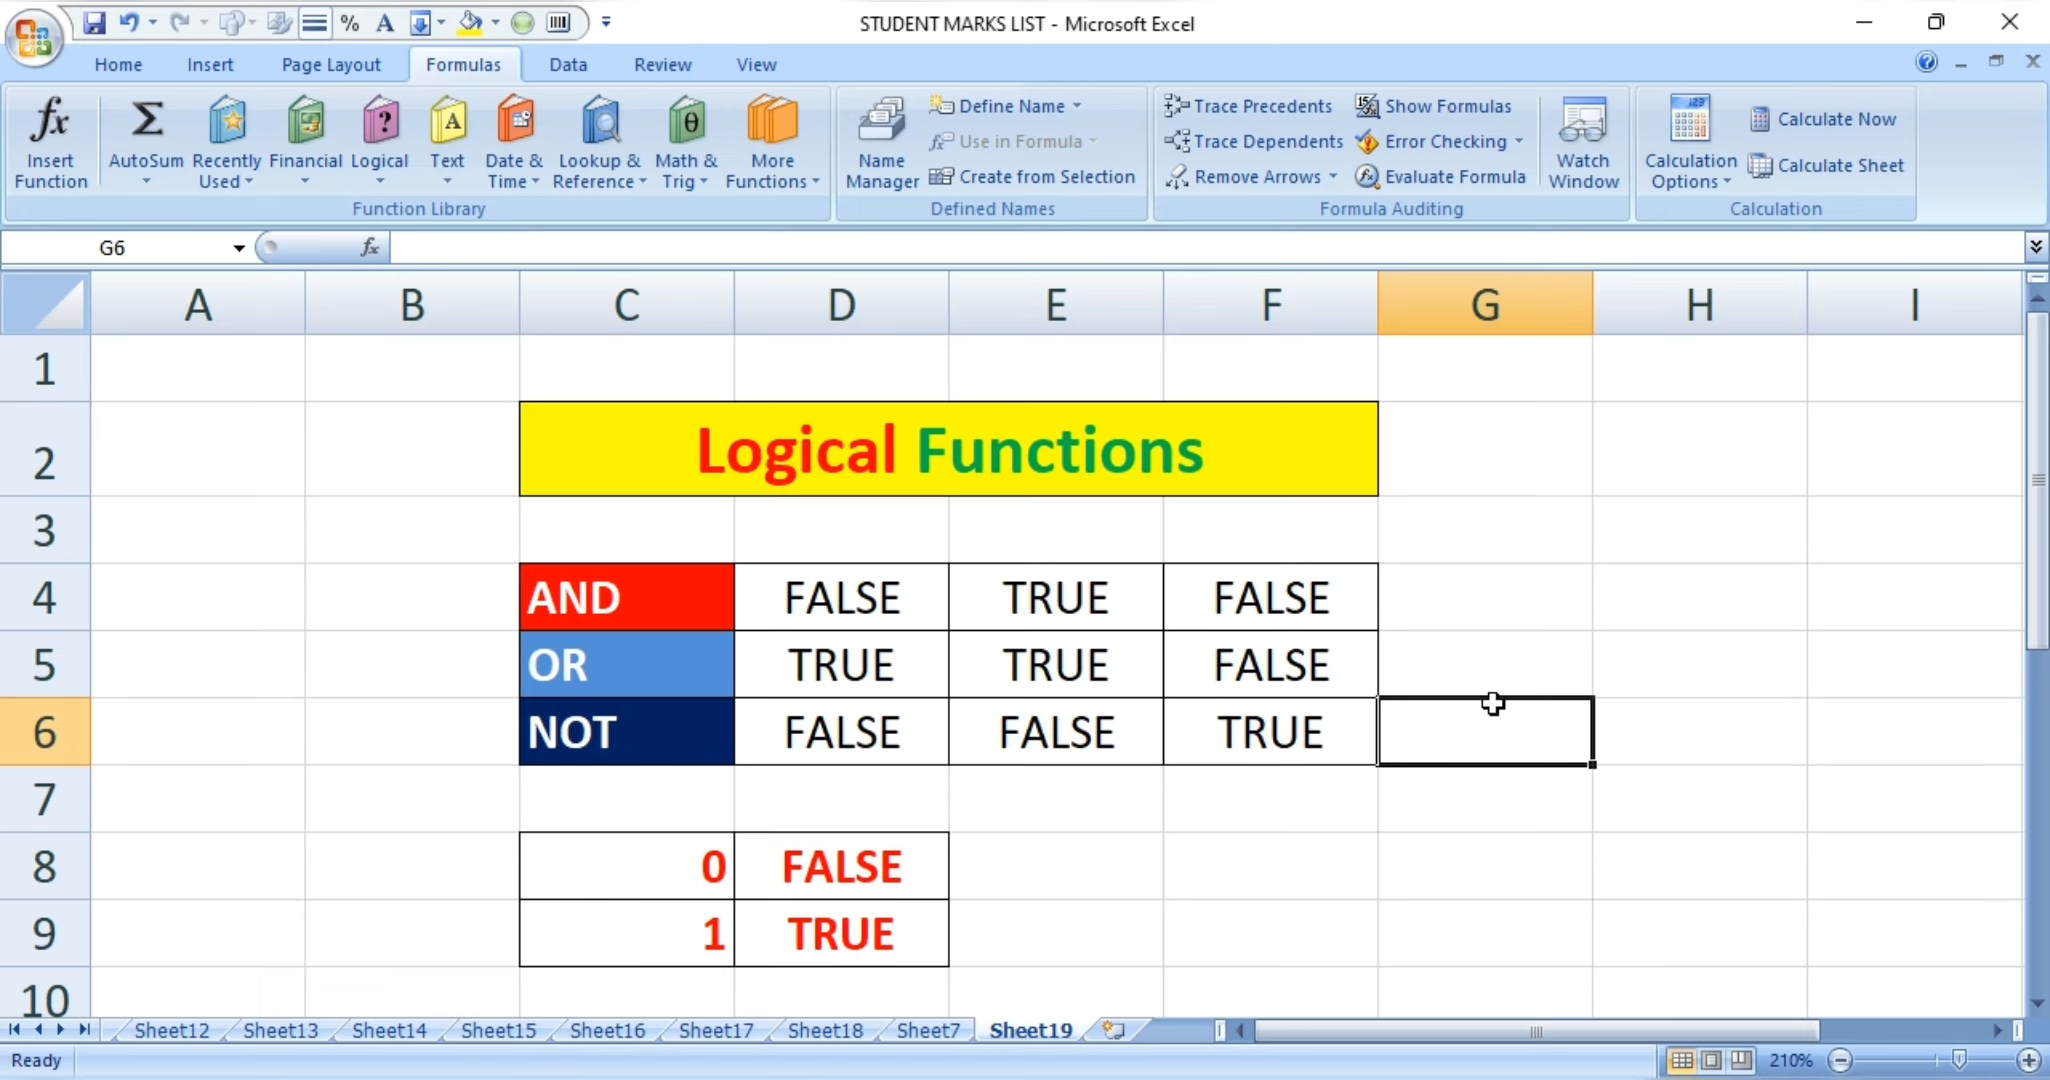 STUDENT MARKS LIST - Microsoft Excel
Home Insert Page Layout Formulas Data Review View
fx Insert Function
Σ AutoSum
Recently Used
Financial
Logical
Text
Date & Time
Lookup & Reference
Math & Trig
More Functions
Function Library
Name Manager
Define Name
Use in Formula
Create from Selection
Defined Names
Trace Precedents
Trace Dependents
Remove Arrows
Show Formulas
Error Checking
Evaluate Formula
Watch Window
Formula Auditing
Calculation Options
Calculate Now
Calculate Sheet
Calculation
G6 fx
A B C D E F G H I
1
2 Logical Functions
3
4 AND FALSE TRUE FALSE
5 OR TRUE TRUE FALSE
6 NOT FALSE FALSE TRUE
7
8 0 FALSE
9 1 TRUE
10
Sheet12 Sheet13 Sheet14 Sheet15 Sheet16 Sheet17 Sheet18 Sheet7 Sheet19
Ready 210%